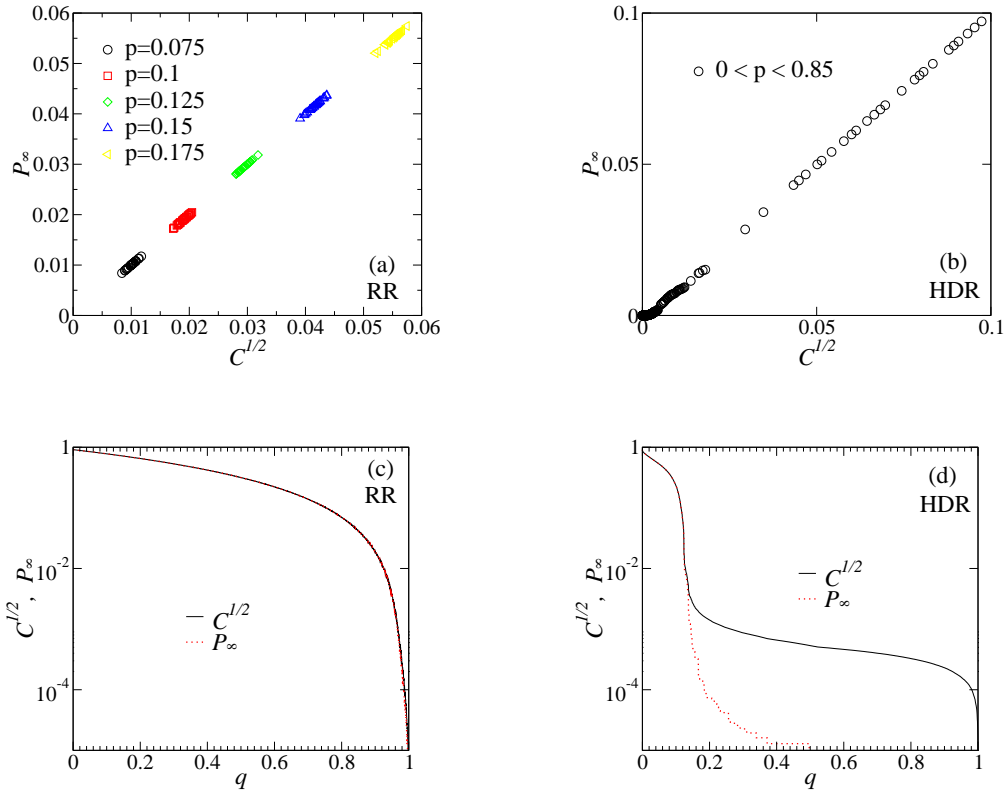 0.06
0.05
0.04
0.03
0.02
0.01
0
P∞
p=0.075
p=0.1
p=0.125
p=0.15
p=0.175
(a)
RR
0 0.01 0.02 0.03 0.04 0.05 0.06
C^1/2
0.1
0.05
0
P∞
0 < p < 0.85
(b)
HDR
0 0.05 0.1
C^1/2
1
10^-2
10^-4
C^1/2 , P∞
(c)
RR
C^1/2
P∞
0 0.2 0.4 0.6 0.8 1
q
1
10^-2
10^-4
C^1/2 , P∞
(d)
HDR
C^1/2
P∞
0 0.2 0.4 0.6 0.8 1
q